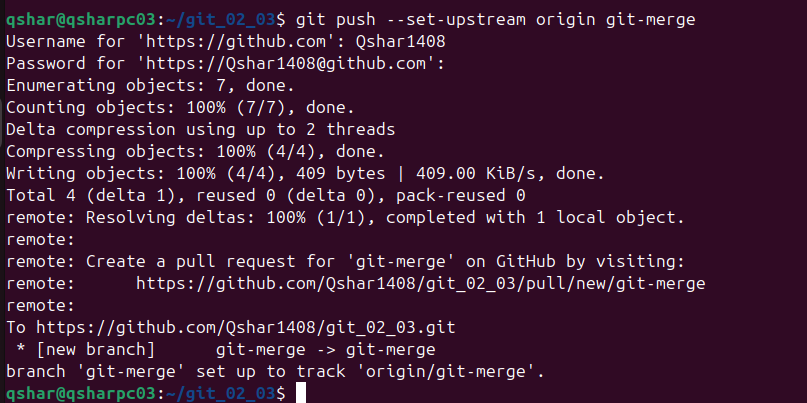 qshar@qsharpc03:~/git_02_03$ git push --set-upstream origin git-merge
Username for 'https://github.com': Qshar1408
Password for 'https://Qshar1408@github.com':
Enumerating objects: 7, done.
Counting objects: 100% (7/7), done.
Delta compression using up to 2 threads
Compressing objects: 100% (4/4), done.
Writing objects: 100% (4/4), 409 bytes | 409.00 KiB/s, done.
Total 4 (delta 1), reused 0 (delta 0), pack-reused 0
remote: Resolving deltas: 100% (1/1), completed with 1 local object.
remote:
remote: Create a pull request for 'git-merge' on GitHub by visiting:
remote:      https://github.com/Qshar1408/git_02_03/pull/new/git-merge
remote:
To https://github.com/Qshar1408/git_02_03.git
 * [new branch]      git-merge -> git-merge
branch 'git-merge' set up to track 'origin/git-merge'.
qshar@qsharpc03:~/git_02_03$